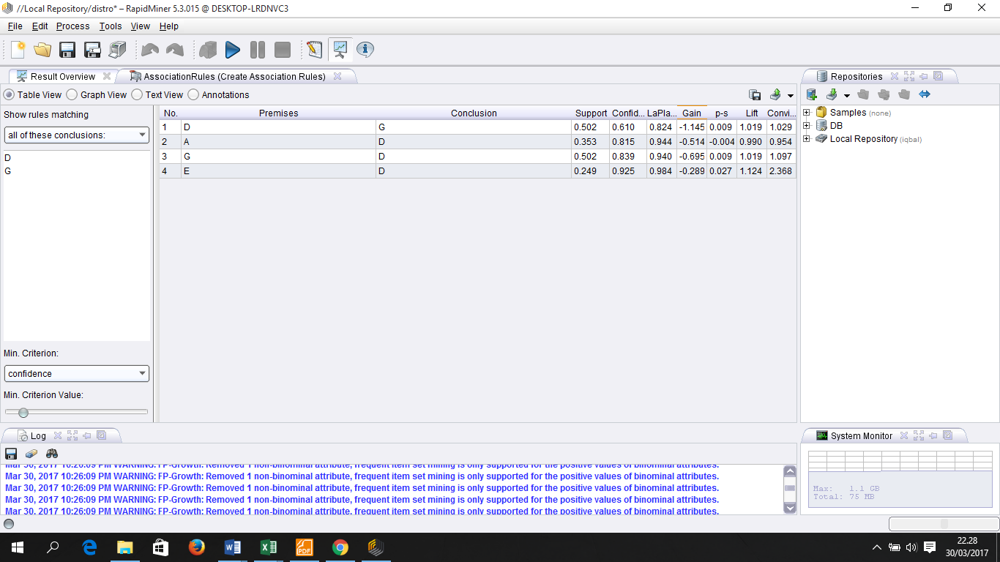 //Local Repository/distro* – RapidMiner 5.3.015 @ DESKTOP-LRDNVC3
File Edit Process Tools View Help
Result Overview AssociationRules (Create Association Rules)
Table View Graph View Text View Annotations
Show rules matching
all of these conclusions:
D
G
Min. Criterion:
confidence
Min. Criterion Value:
No. Premises Conclusion Support Confid... LaPla... Gain p-s Lift Convi...
1 D G 0.502 0.610 0.824 -1.145 0.009 1.019 1.029
2 A D 0.353 0.815 0.944 -0.514 -0.004 0.990 0.954
3 G D 0.502 0.839 0.940 -0.695 0.009 1.019 1.097
4 E D 0.249 0.925 0.984 -0.289 0.027 1.124 2.368
Repositories
Samples (none)
DB
Local Repository (iqbal)
Log
Mar 30, 2017 10:26:09 PM WARNING: FP-Growth: Removed 1 non-binominal attribute, frequent item set mining is only supported for the positive values of binominal attributes.
Mar 30, 2017 10:26:09 PM WARNING: FP-Growth: Removed 1 non-binominal attribute, frequent item set mining is only supported for the positive values of binominal attributes.
Mar 30, 2017 10:26:09 PM WARNING: FP-Growth: Removed 1 non-binominal attribute, frequent item set mining is only supported for the positive values of binominal attributes.
Mar 30, 2017 10:26:09 PM WARNING: FP-Growth: Removed 1 non-binominal attribute, frequent item set mining is only supported for the positive values of binominal attributes.
Mar 30, 2017 10:26:09 PM WARNING: FP-Growth: Removed 1 non-binominal attribute, frequent item set mining is only supported for the positive values of binominal attributes.
System Monitor
Max: 1.1 GB
Total: 75 MB
PDF
22.28
30/03/2017